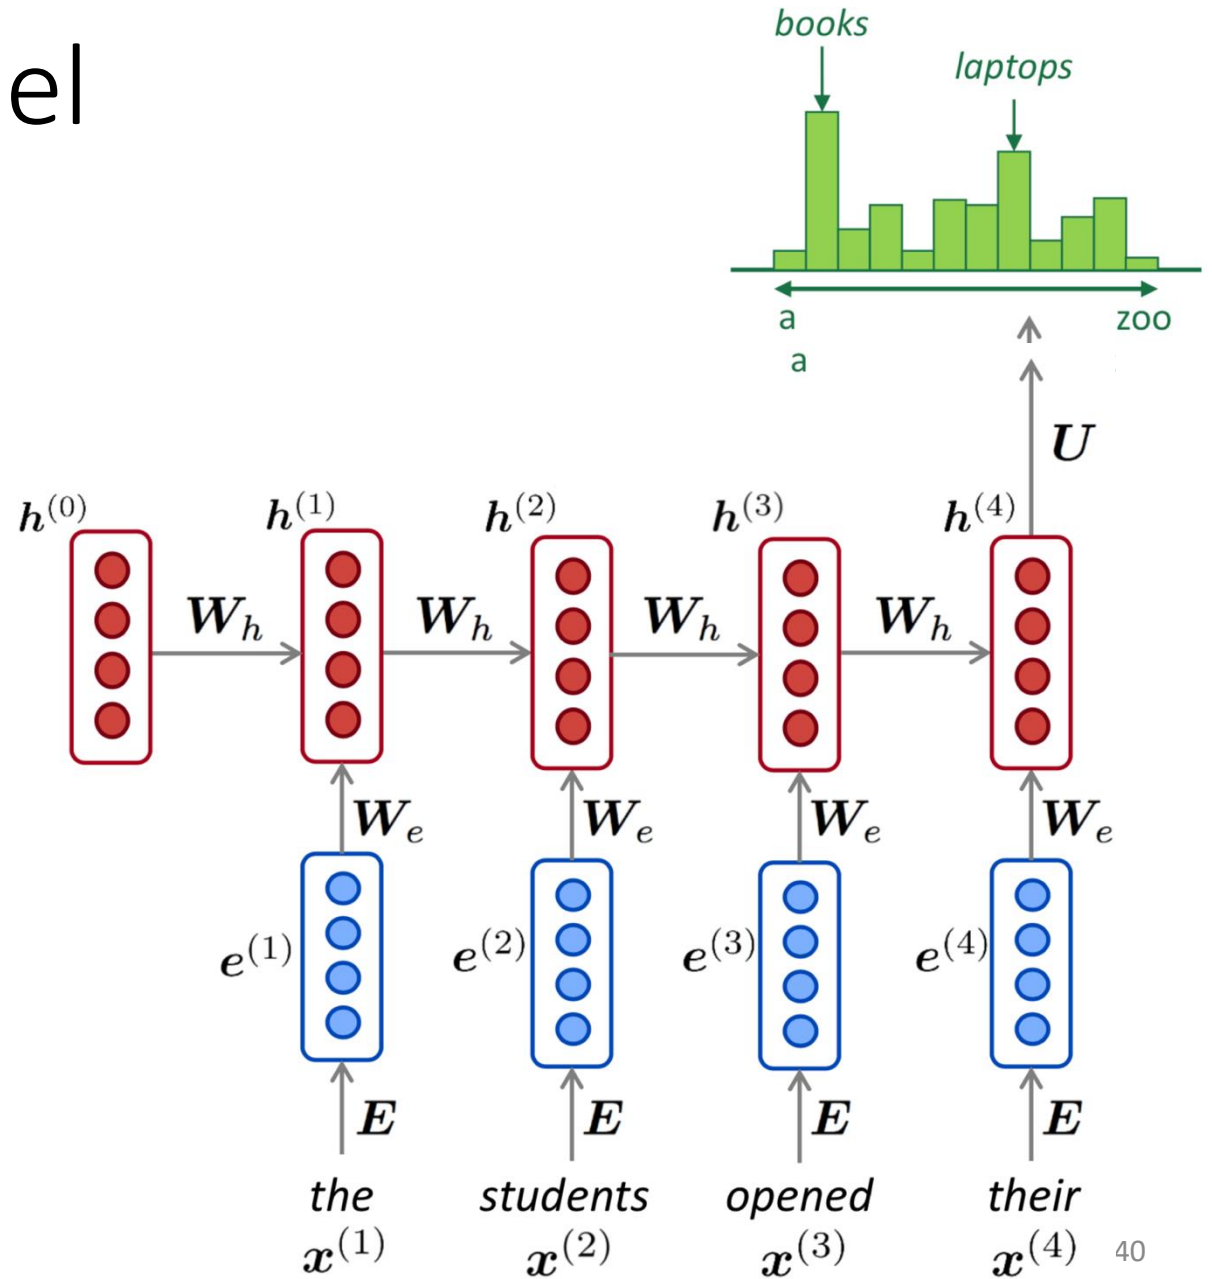 el
books
laptops
a zoo
a
U
h(0) h(1) h(2) h(3) h(4)
Wh Wh Wh Wh
We We We We
e(1) e(2) e(3) e(4)
E E E E
the students opened their
x(1) x(2) x(3) x(4) 40